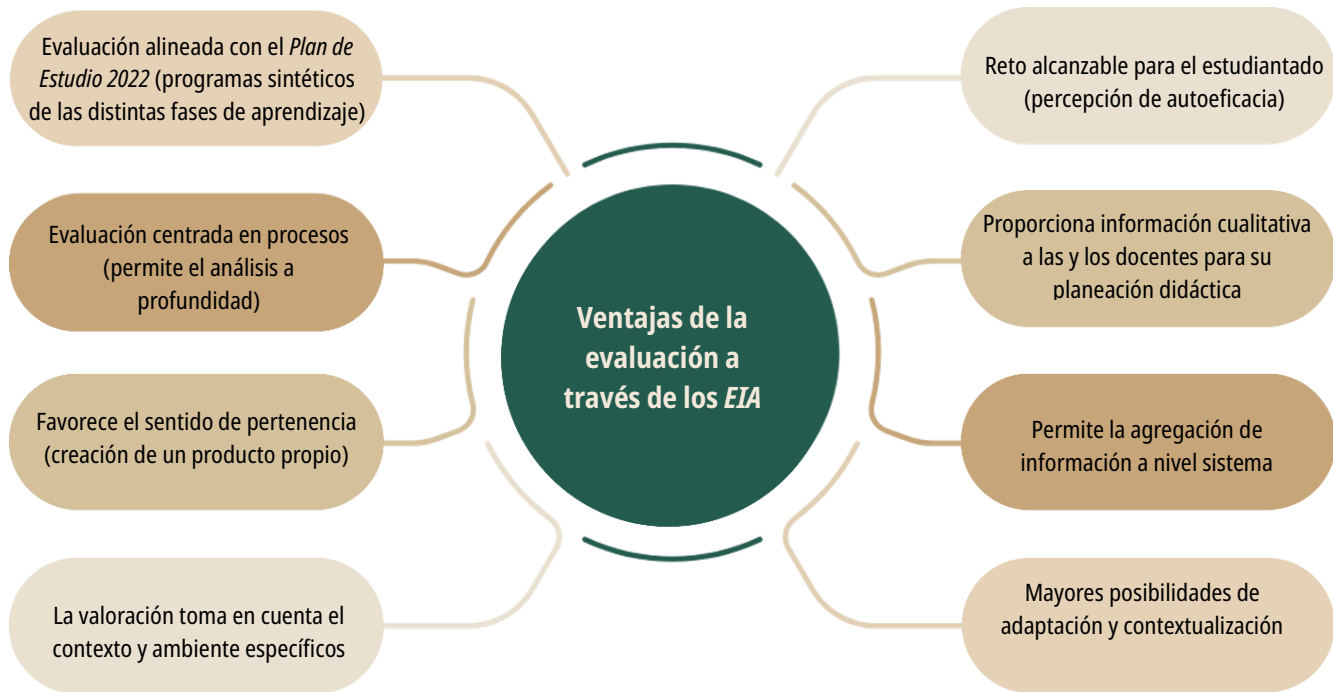 Evaluación alineada con el Plan de
Estudio 2022 (programas sintéticos
de las distintas fases de aprendizaje)
Evaluación centrada en procesos
(permite el análisis a
profundidad)
Favorece el sentido de pertenencia
(creación de un producto propio)
La valoración toma en cuenta el
contexto y ambiente específicos
Ventajas de la
evaluación a
través de los EIA
Reto alcanzable para el estudiantado
(percepción de autoeficacia)
Proporciona información cualitativa
a las y los docentes para su
planeación didáctica
Permite la agregación de
información a nivel sistema
Mayores posibilidades de
adaptación y contextualización